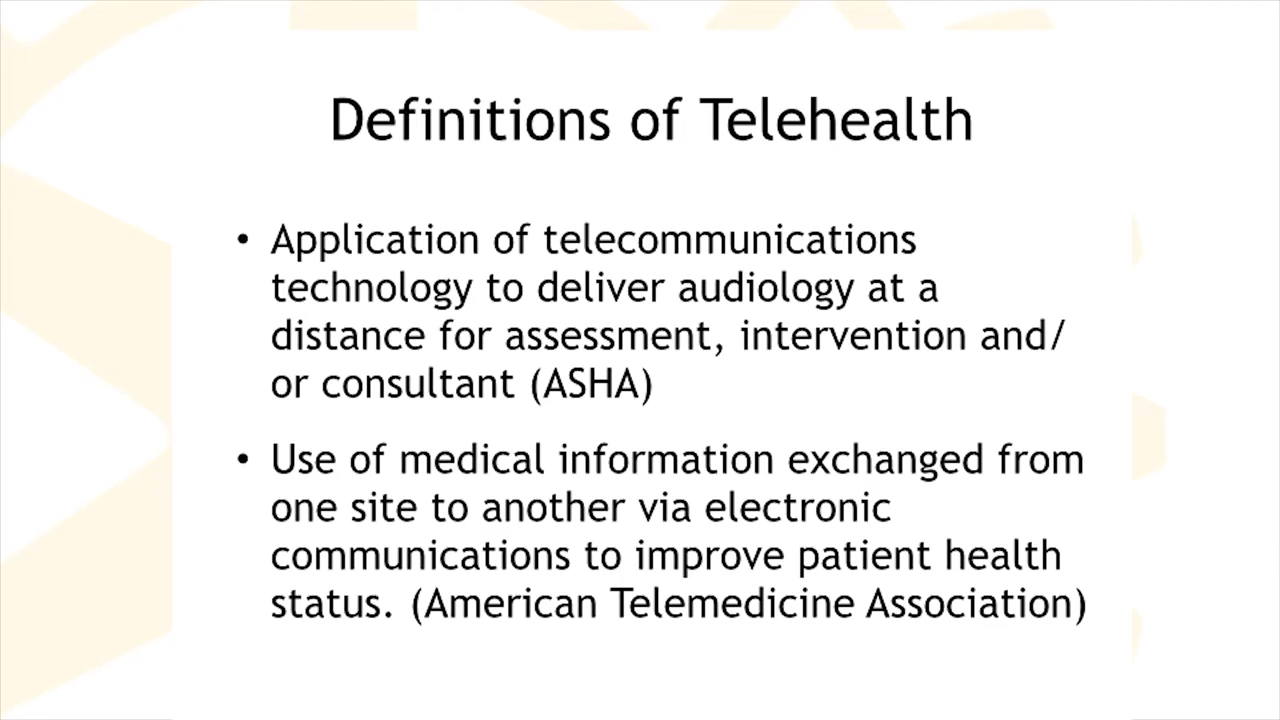 Definitions of Telehealth
• Application of telecommunications
technology to deliver audiology at a
distance for assessment, intervention and/
or consultant (ASHA)
• Use of medical information exchanged from
one site to another via electronic
communications to improve patient health
status. (American Telemedicine Association)